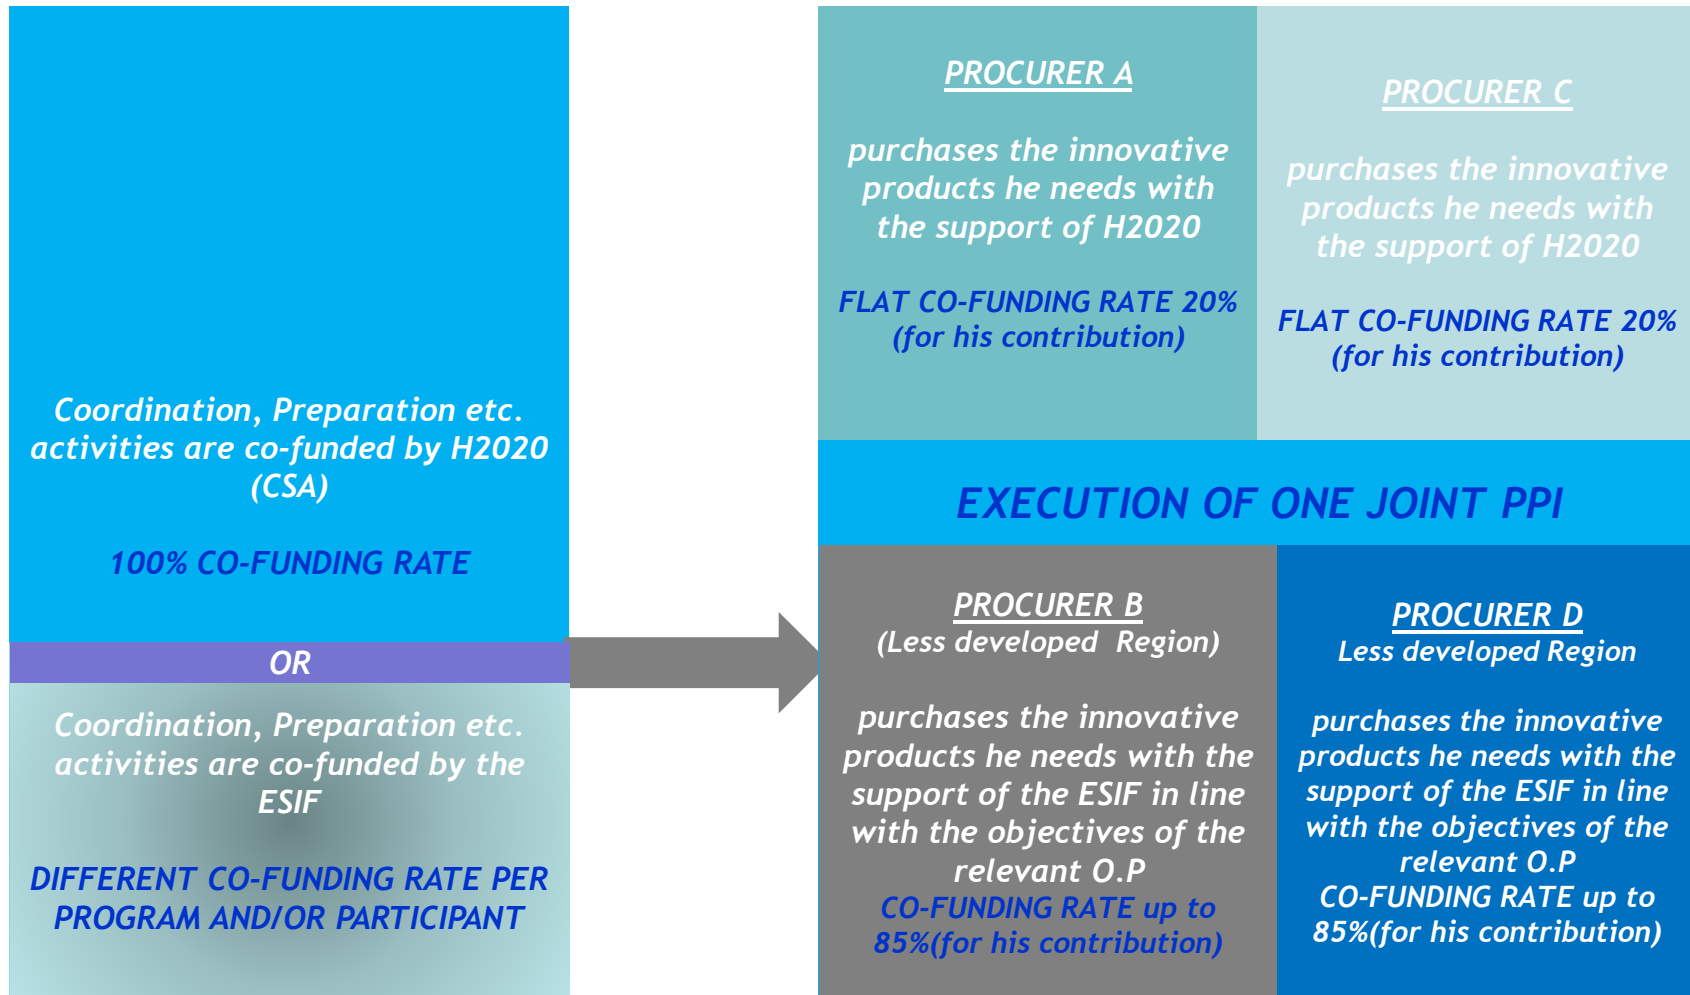 Coordination, Preparation etc.
activities are co-funded by H2020
(CSA)
100% CO-FUNDING RATE
OR
Coordination, Preparation etc.
activities are co-funded by the
ESIF
DIFFERENT CO-FUNDING RATE PER
PROGRAM AND/OR PARTICIPANT
PROCURER A
purchases the innovative
products he needs with
the support of H2020
FLAT CO-FUNDING RATE 20%
(for his contribution)
PROCURER C
purchases the innovative
products he needs with
the support of H2020
FLAT CO-FUNDING RATE 20%
(for his contribution)
EXECUTION OF ONE JOINT PPI
PROCURER B
(Less developed Region)
purchases the innovative
products he needs with the
support of the ESIF in line
with the objectives of the
relevant O.P
CO-FUNDING RATE up to
85%(for his contribution)
PROCURER D
Less developed Region
purchases the innovative
products he needs with the
support of the ESIF in line
with the objectives of the
relevant O.P
CO-FUNDING RATE up to
85%(for his contribution)